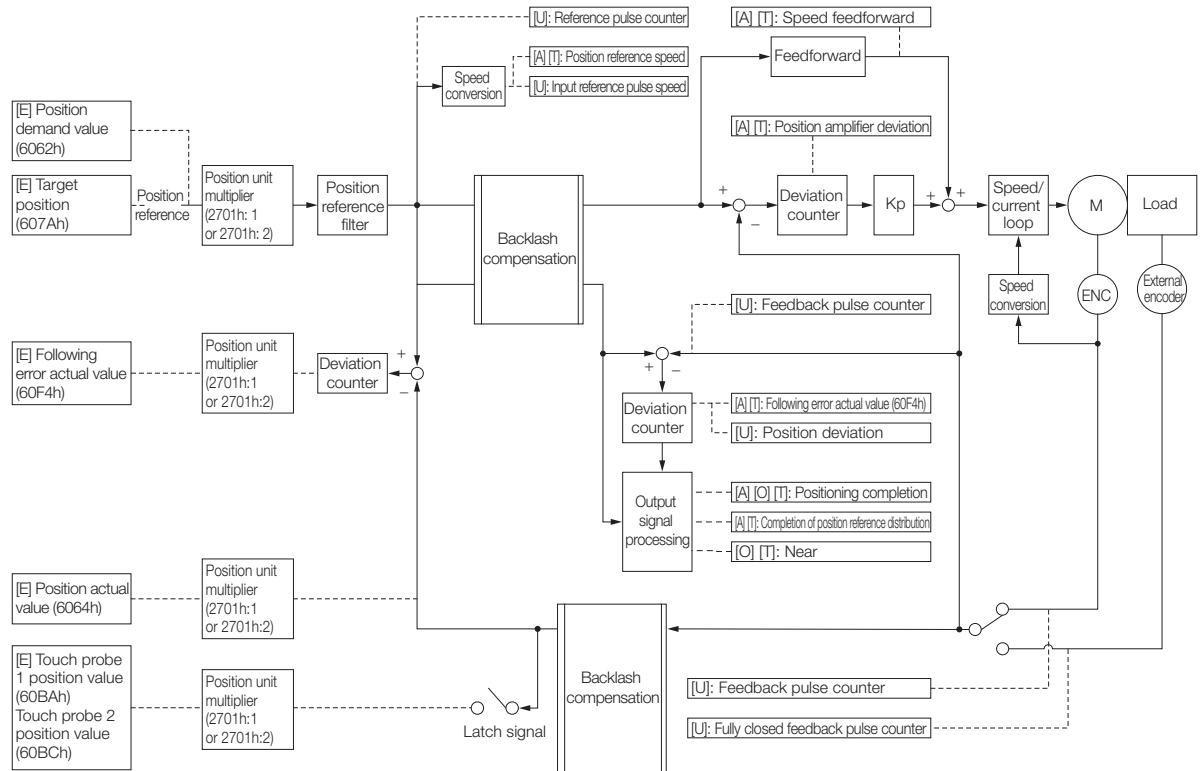 [U]: Reference pulse counter
[A] [T]: Position reference speed
[U]: Input reference pulse speed
Speed
conversion
[A] [T]: Speed feedforward
Feedforward
[E] Position
demand value
(6062h)
[E] Target
position
(607Ah)
Position
reference
Position unit
multiplier
(2701h: 1
or 2701h: 2)
Position
reference
filter
Backlash
compensation
[A] [T]: Position amplifier deviation
+
−
Deviation
counter
Kp
+
+
Speed/
current
loop
M
Load
Speed
conversion
ENC
External
encoder
[U]: Feedback pulse counter
[E] Following
error actual value
(60F4h)
Position unit
multiplier
(2701h:1
or 2701h:2)
Deviation
counter
+
−
+
−
Deviation
counter
[A] [T]: Following error actual value (60F4h)
[U]: Position deviation
Output
signal
processing
[A] [O] [T]: Positioning completion
[A] [T]: Completion of position reference distribution
[O] [T]: Near
[E] Position actual
value (6064h)
Position unit
multiplier
(2701h:1
or 2701h:2)
[E] Touch probe
1 position value
(60BAh)
Touch probe 2
position value
(60BCh)
Position unit
multiplier
(2701h:1
or 2701h:2)
Latch signal
Backlash
compensation
[U]: Feedback pulse counter
[U]: Fully closed feedback pulse counter